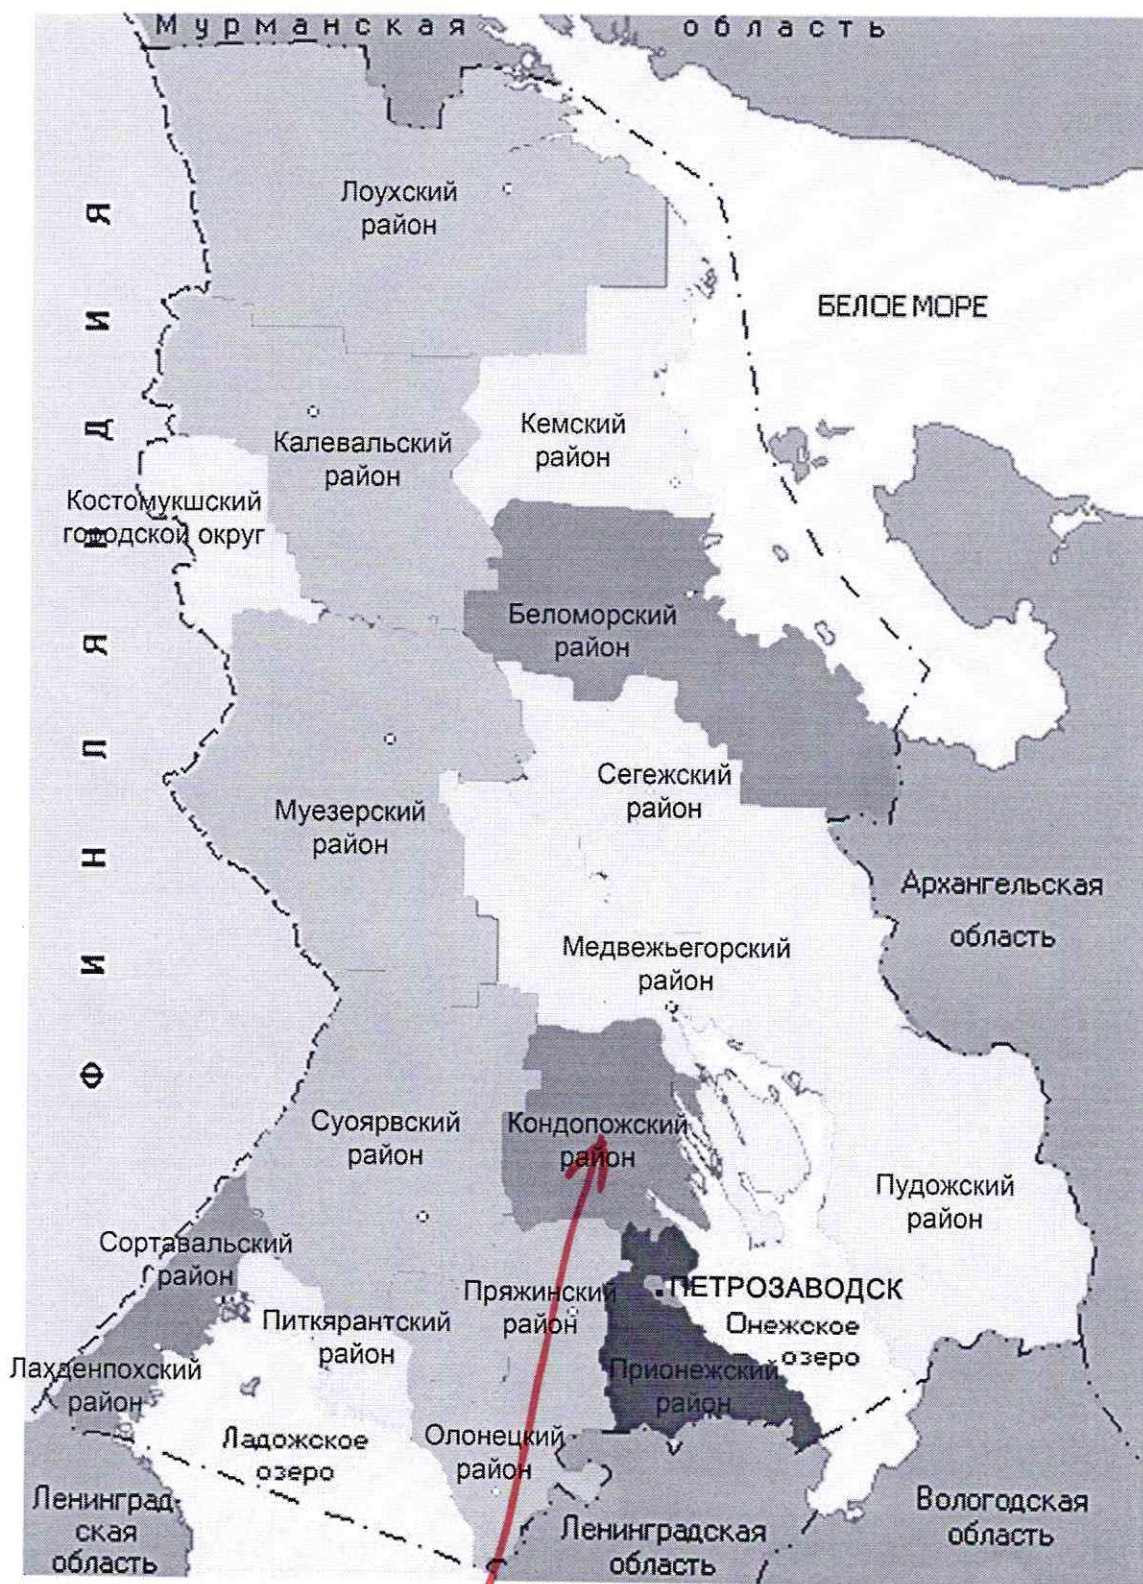 Мурманская область
Лоухский
район
БЕЛОЕ МОРЕ
ФИНЛЯНДИЯ
Кемский
район
Калевальский
район
Костомукшский
городской округ
Беломорский
район
Сегежский
район
Муезерский
район
Архангельская
область
Медвежьегорский
район
Суоярвский
район
Кондопожский
район
Пудожский
район
Сортавальский
район
Пряжинский
район
ПЕТРОЗАВОДСК
Онежское
озеро
Питкярантский
район
Лахденпохский
район
Прионежский
район
Ладожское
озеро
Олонецкий
район
Ленинград-
ская
область
Ленинградская
область
Вологодская
область